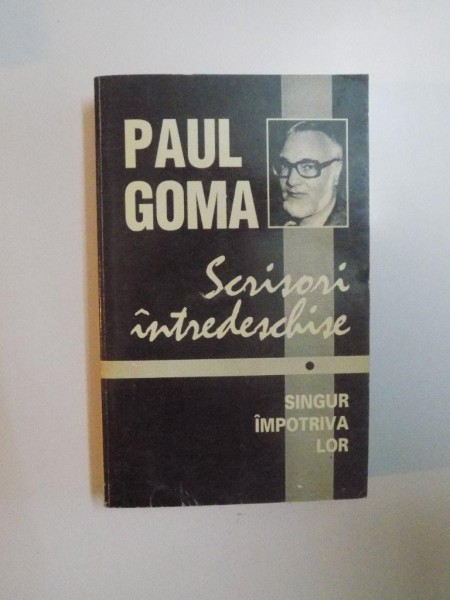 PAUL
GOMA
Scrisori
întredeschise
SINGUR
ÎMPOTRIVA
LOR